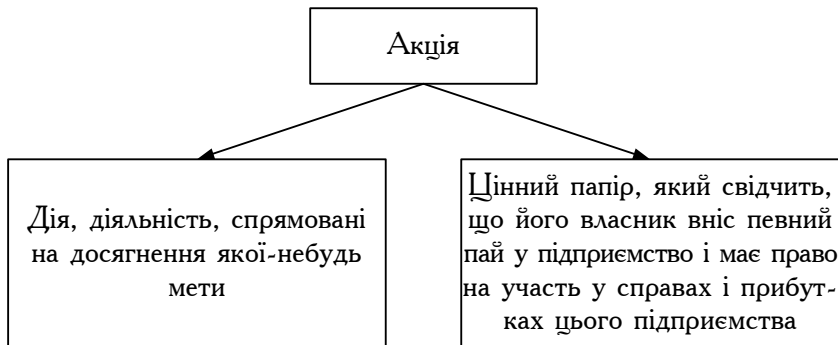 Акція
Дія, діяльність, спрямовані
на досягнення якої-небудь
мети
Цінний папір, який свідчить,
що його власник вніс певний
пай у підприємство і має право
на участь у справах і прибут-
ках цього підприємства